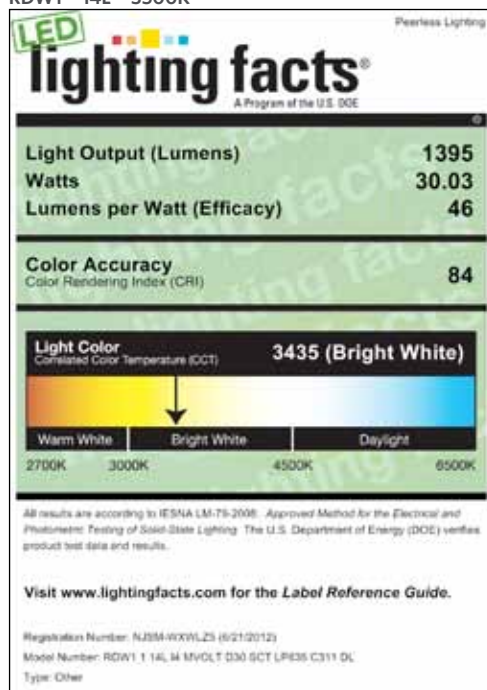 RDW1 14L 3500K
Peerless Lighting
LED
lighting facts®
A Program of the U.S. DOE
Light Output (Lumens) 1395
Watts 30.03
Lumens per Watt (Efficacy) 46
Color Accuracy 84
Color Rendering Index (CRI)
Light Color 3435 (Bright White)
Correlated Color Temperature (CCT)
Warm White Bright White Daylight
2700K 3000K 4500K 6500K
All results are according to IESNA LM-79-2008: Approved Method for the Electrical and
Photometric Testing of Solid-State Lighting. The U.S. Department of Energy (DOE) verifies
product test data and results.
Visit www.lightingfacts.com for the Label Reference Guide.
Registration Number: (6/21/2012)
Model Number: RDW1 1 14L MVOLT D30 SCT LP835 C311 DL
Type: Other